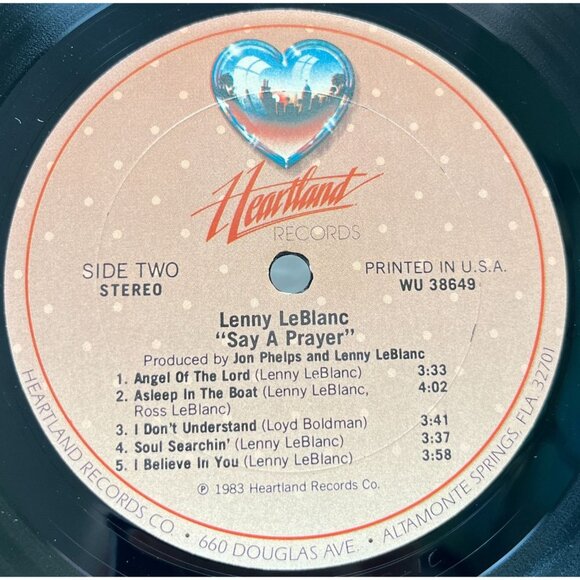 Heartland
RECORDS
SIDE TWO
STEREO
PRINTED IN U.S.A.
WU 38649
Lenny LeBlanc
"Say A Prayer"
Produced by Jon Phelps and Lenny LeBlanc
1. Angel Of The Lord (Lenny LeBlanc) 3:33
2. Asleep In The Boat (Lenny LeBlanc, 4:02
Ross LeBlanc)
3. I Don't Understand (Loyd Boldman) 3:41
4. Soul Searchin' (Lenny LeBlanc) 3:37
5. I Believe In You (Lenny LeBlanc) 3:58
℗ 1983 Heartland Records Co.
HEARTLAND RECORDS CO. • 660 DOUGLAS AVE. • ALTAMONTE SPRINGS, FLA 32701